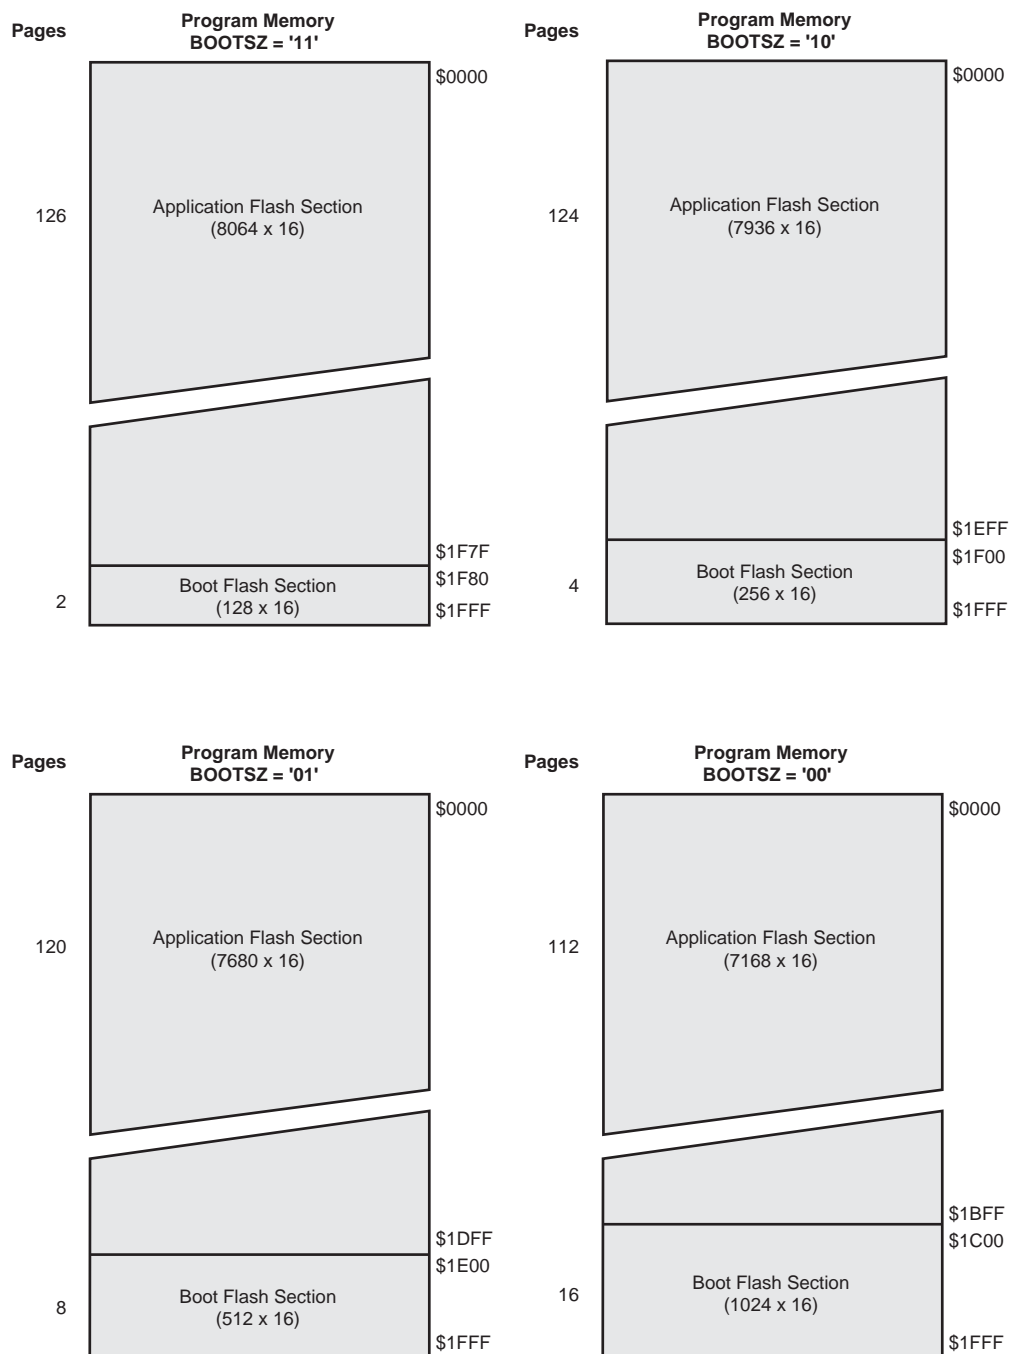 Pages
Program Memory
BOOTSZ = '11'
$0000
126
Application Flash Section
(8064 x 16)
$1F7F
$1F80
2
Boot Flash Section
(128 x 16)
$1FFF
Pages
Program Memory
BOOTSZ = '10'
$0000
124
Application Flash Section
(7936 x 16)
$1EFF
$1F00
4
Boot Flash Section
(256 x 16)
$1FFF
Pages
Program Memory
BOOTSZ = '01'
$0000
120
Application Flash Section
(7680 x 16)
$1DFF
$1E00
8
Boot Flash Section
(512 x 16)
$1FFF
Pages
Program Memory
BOOTSZ = '00'
$0000
112
Application Flash Section
(7168 x 16)
$1BFF
$1C00
16
Boot Flash Section
(1024 x 16)
$1FFF